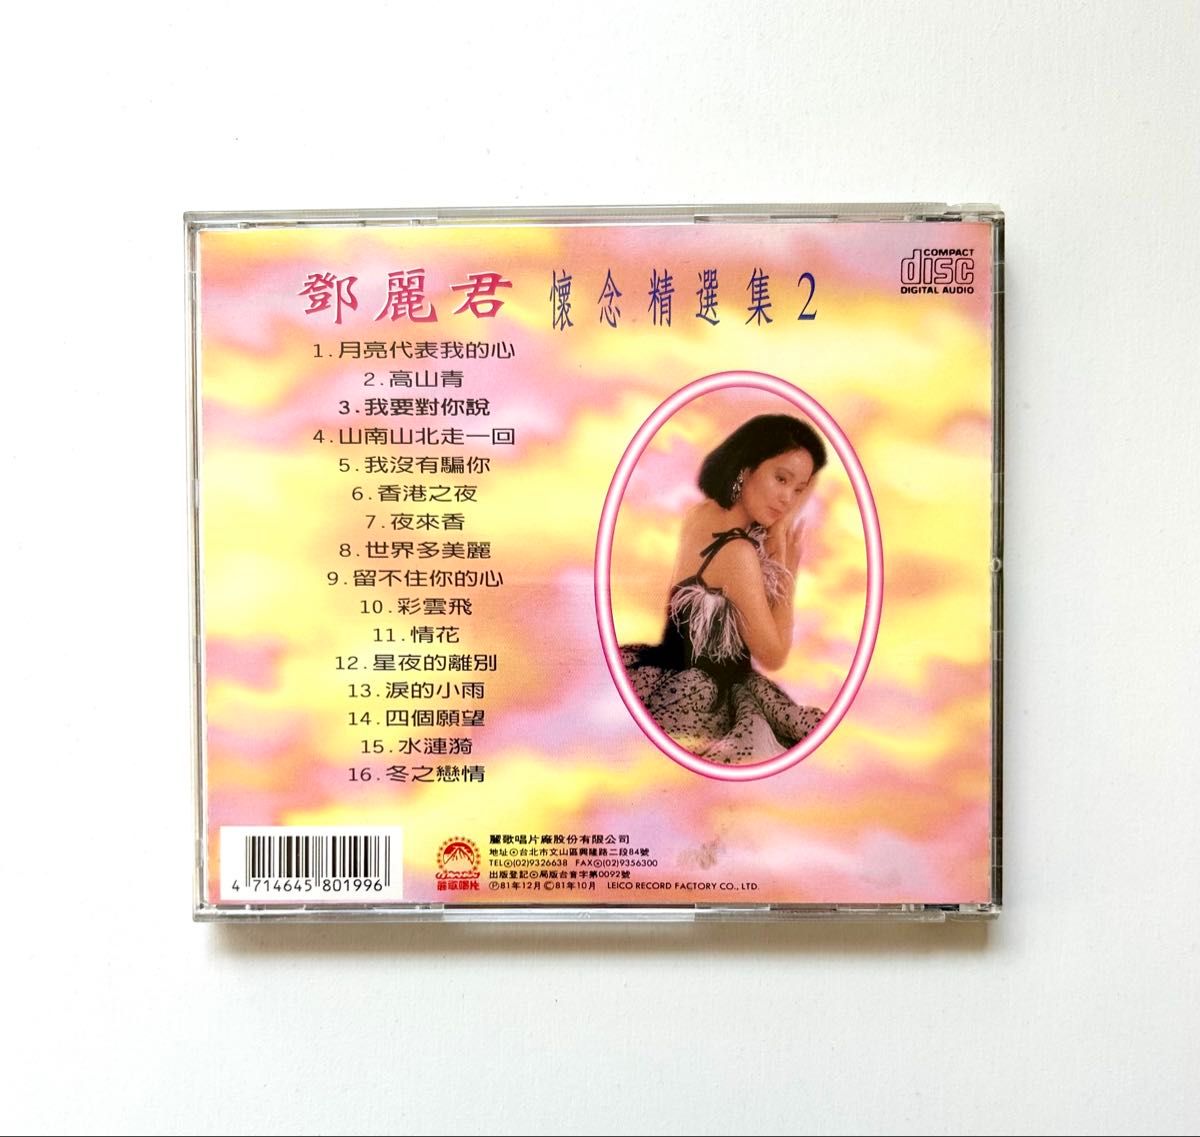 鄧麗君 懷念精選集2
COMPACT
disc
DIGITAL AUDIO
1.月亮代表我的心
2.高山青
3.我要對你說
4.山南山北走一回
5.我沒有騙你
6.香港之夜
7.夜來香
8.世界多美麗
9.留不住你的心
10.彩雲飛
11.情花
12.星夜的離別
13.淚的小雨
14.四個願望
15.水漣漪
16.冬之戀情
4 714645 801996
麗歌唱片
麗歌唱片廠股份有限公司
地址⊙台北市文山區興隆路二段84號
TEL⊙(02)9326638 FAX⊙(02)9356300
出版登記⊙局版台音字第0092號
Ⓟ81年12月 Ⓒ81年10月 LEICO RECORD FACTORY CO., LTD.